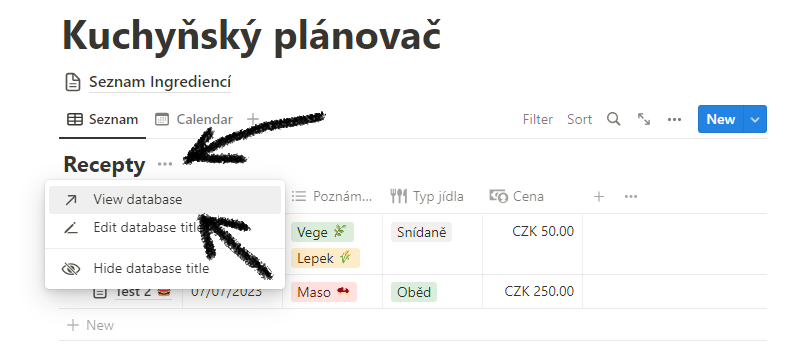 Kuchyňský plánovač
Seznam Ingrediencí
Seznam Calendar + Filter Sort New
Recepty
View database Poznám... Typ jídla Cena +
Edit database title Vege Snídaně CZK 50.00
Lepek
Hide database title
Test 2 07/07/2023 Maso Oběd CZK 250.00
+ New